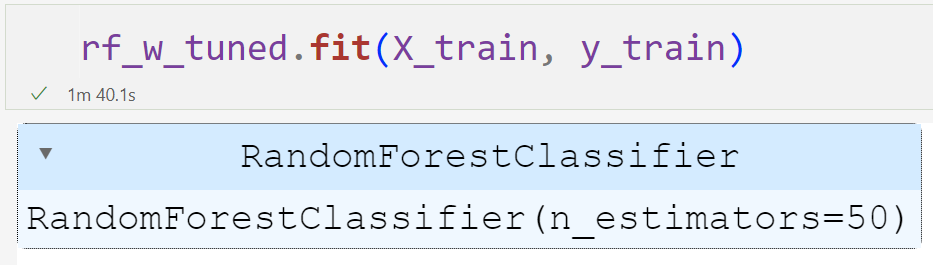 rf_w_tuned.fit(X_train, y_train)
1m 40.1s
RandomForestClassifier
RandomForestClassifier(n_estimators=50)